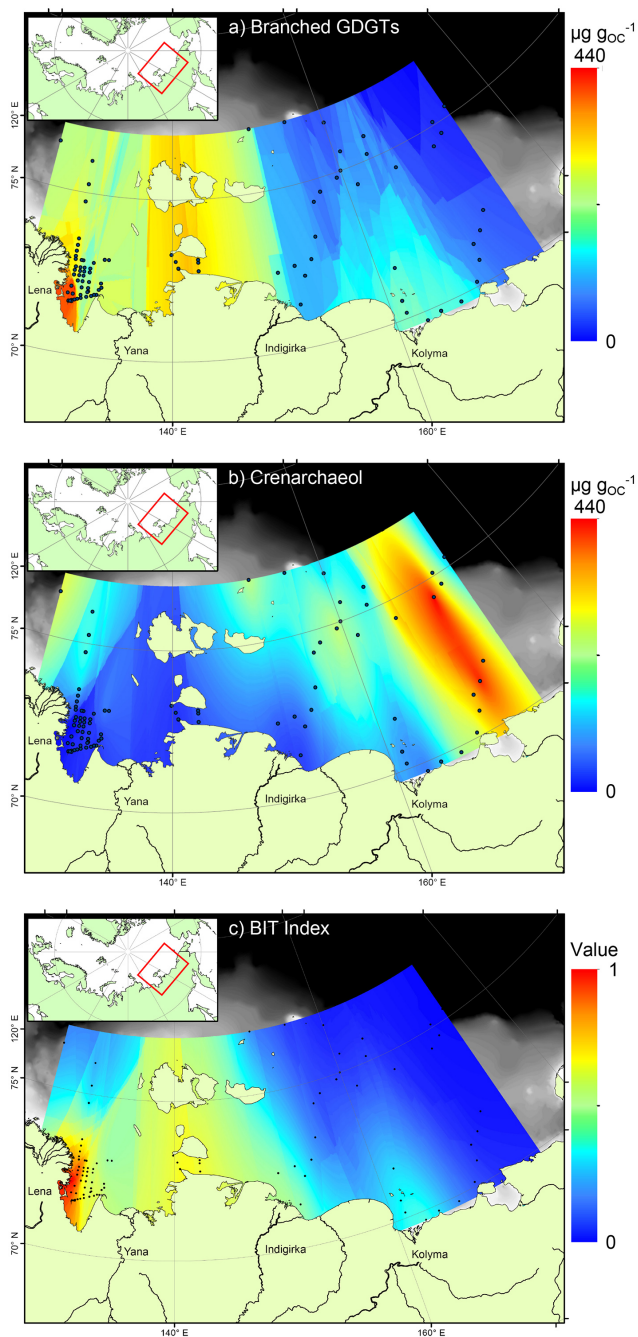 a) Branched GDGTs
µg gOC⁻¹
440
120° E
75° N
Lena
70° N
Yana
Indigirka
Kolyma
0
140° E
160° E
b) Crenarchaeol
µg gOC⁻¹
440
120° E
75° N
Lena
70° N
Yana
Indigirka
Kolyma
0
140° E
160° E
c) BIT Index
Value
1
120° E
75° N
Lena
70° N
Yana
Indigirka
Kolyma
0
140° E
160° E